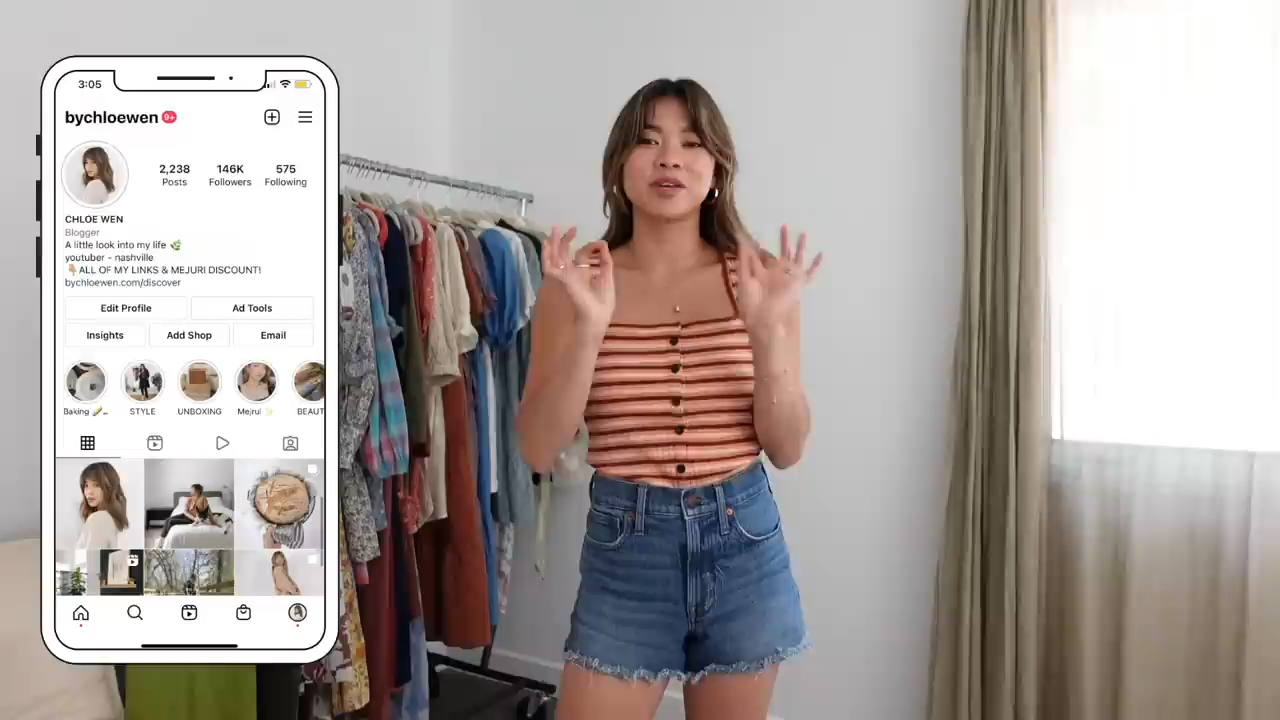 3:05
bychloewen 9+
2,238 146K 575
Posts Followers Following
CHLOE WEN
Blogger
A little look into my life 🌿
youtuber - nashville
👇🏼ALL OF MY LINKS & MEJURI DISCOUNT!
bychloewen.com/discover
Edit Profile Ad Tools
Insights Add Shop Email
Baking STYLE UNBOXING Mejrui BEAUT